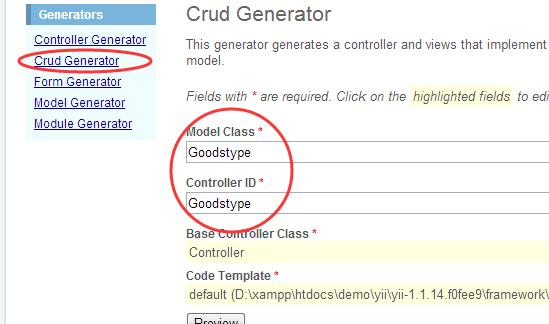 Generators
Controller Generator
Crud Generator
Form Generator
Model Generator
Module Generator
Crud Generator
This generator generates a controller and views that implement
model.
Fields with * are required. Click on the highlighted fields to edi
Model Class *
Goodstype
Controller ID *
Goodstype
Base Controller Class *
Controller
Code Template *
default (D:\xampp\htdocs\demo\yii\yii-1.1.14.f0fee9\framework\
Preview